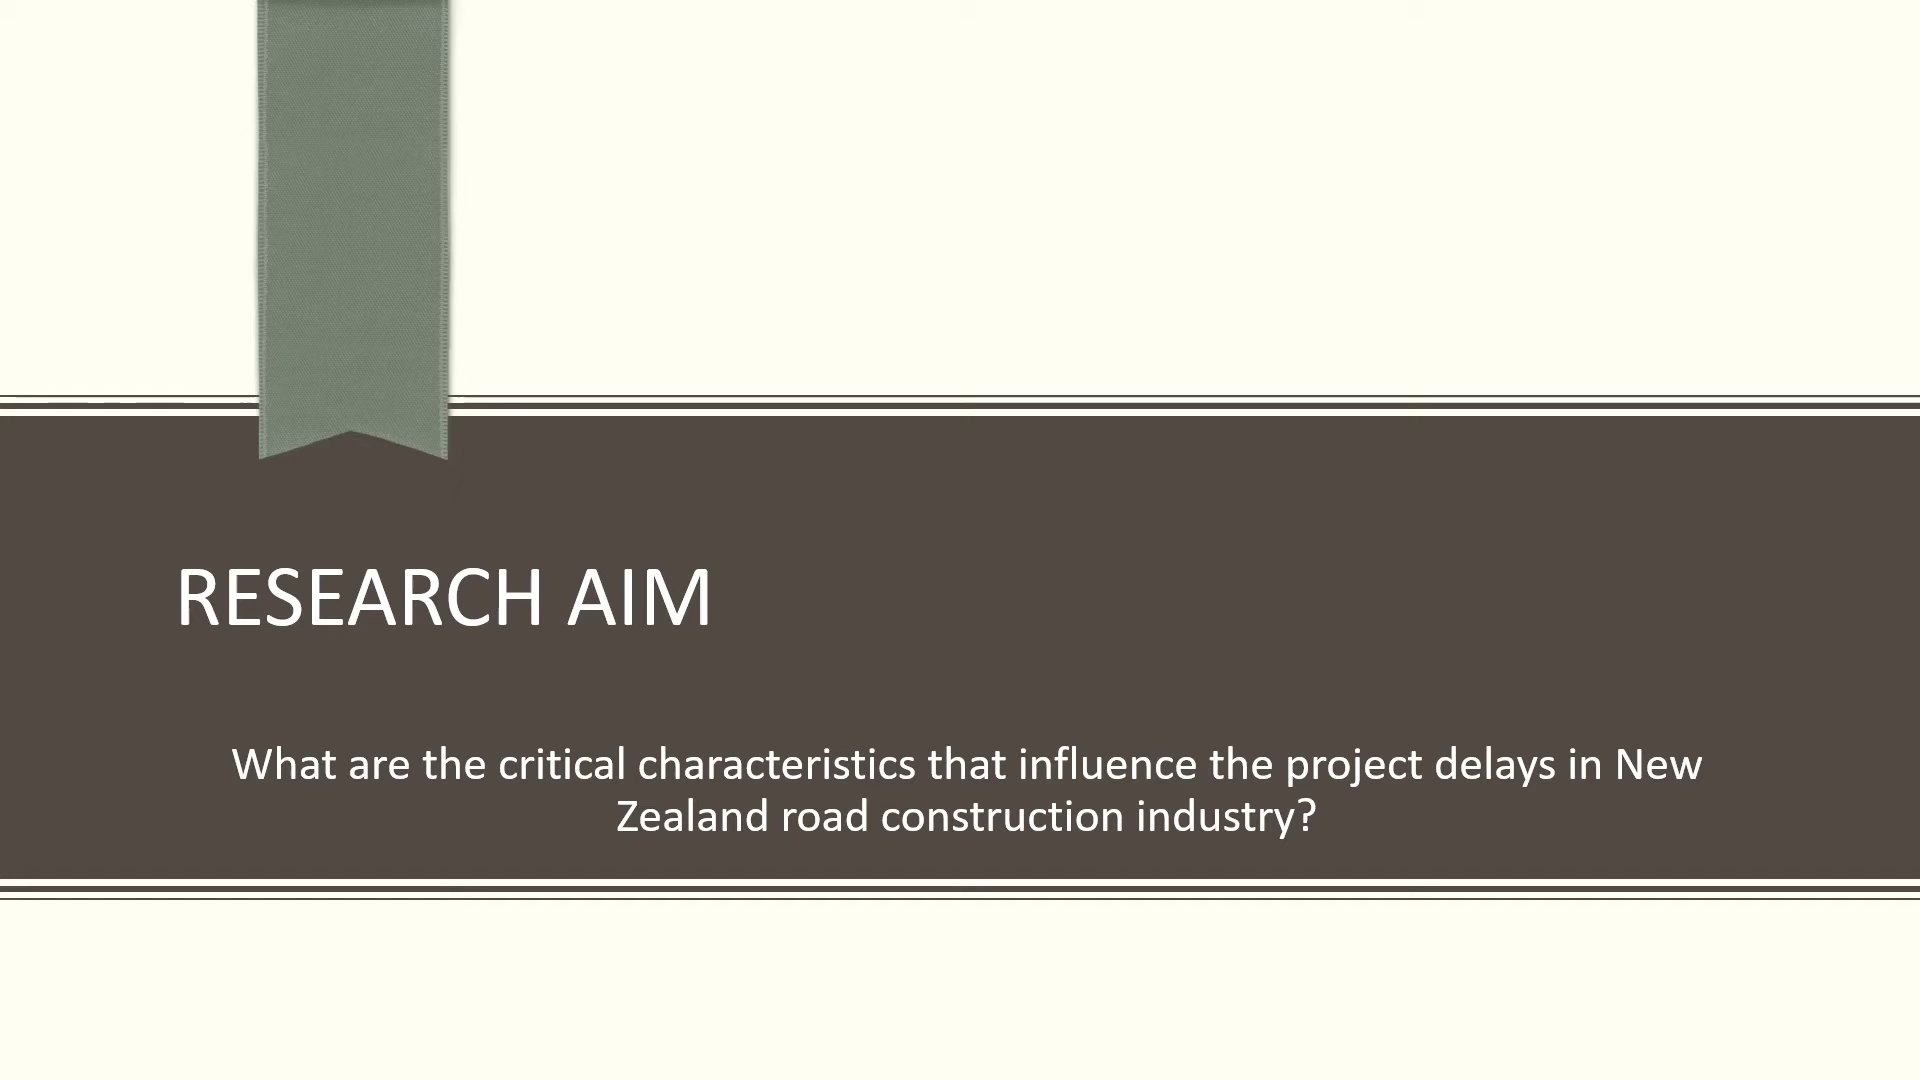 RESEARCH AIM
What are the critical characteristics that influence the project delays in New
Zealand road construction industry?